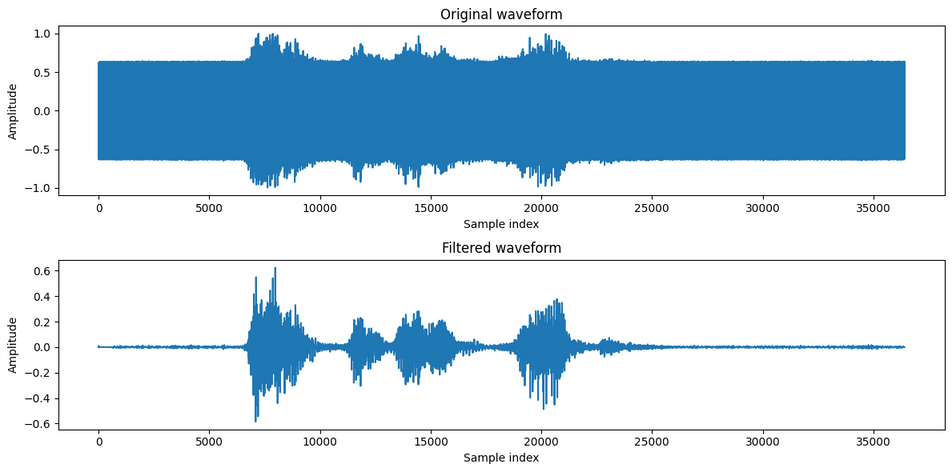 Original waveform
1.0
0.5
0.0
−0.5
−1.0
Amplitude
0 5000 10000 15000 20000 25000 30000 35000
Sample index
Filtered waveform
0.6
0.4
0.2
0.0
−0.2
−0.4
−0.6
Amplitude
0 5000 10000 15000 20000 25000 30000 35000
Sample index